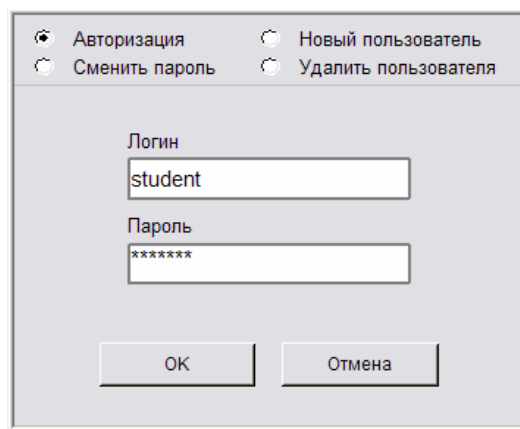 Авторизация Новый пользователь
Сменить пароль Удалить пользователя
Логин
student
Пароль
*******
OK Отмена